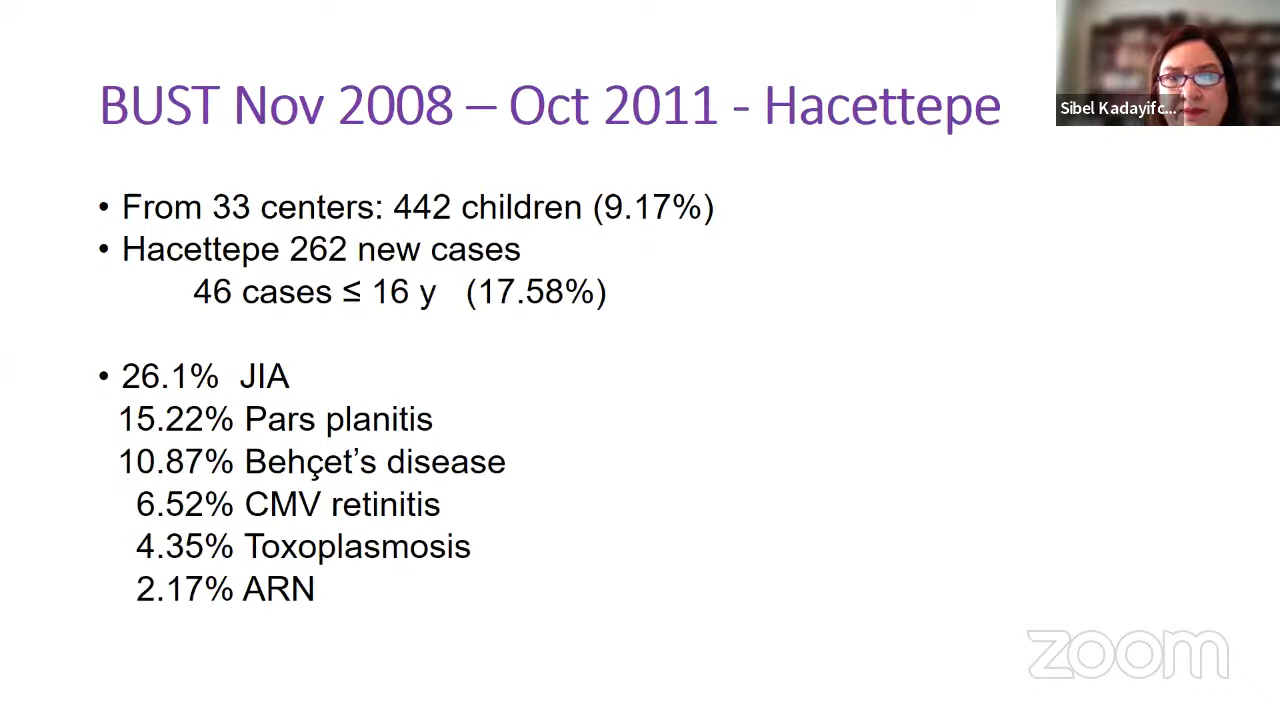 BUST Nov 2008 – Oct 2011 - Hacettepe
Sibel Kadayifc...
• From 33 centers: 442 children (9.17%)
• Hacettepe 262 new cases
46 cases ≤ 16 y (17.58%)
• 26.1% JIA
15.22% Pars planitis
10.87% Behçet’s disease
6.52% CMV retinitis
4.35% Toxoplasmosis
2.17% ARN
zoom